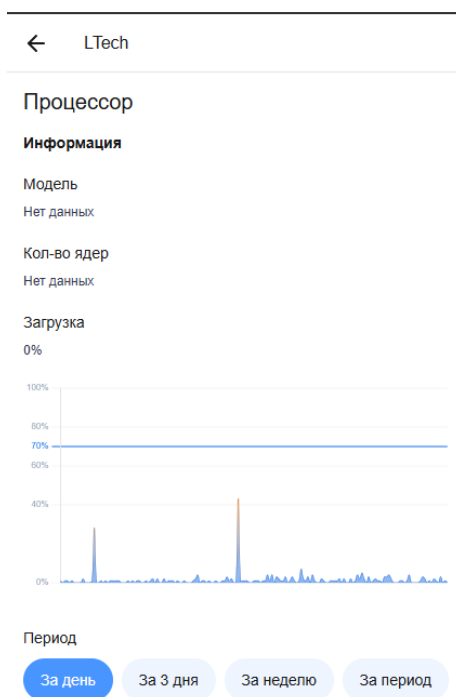 LTech
Процессор
Информация
Модель
Нет данных
Кол-во ядер
Нет данных
Загрузка
0%
100%
80%
70%
60%
40%
0%
Период
За день За 3 дня За неделю За период